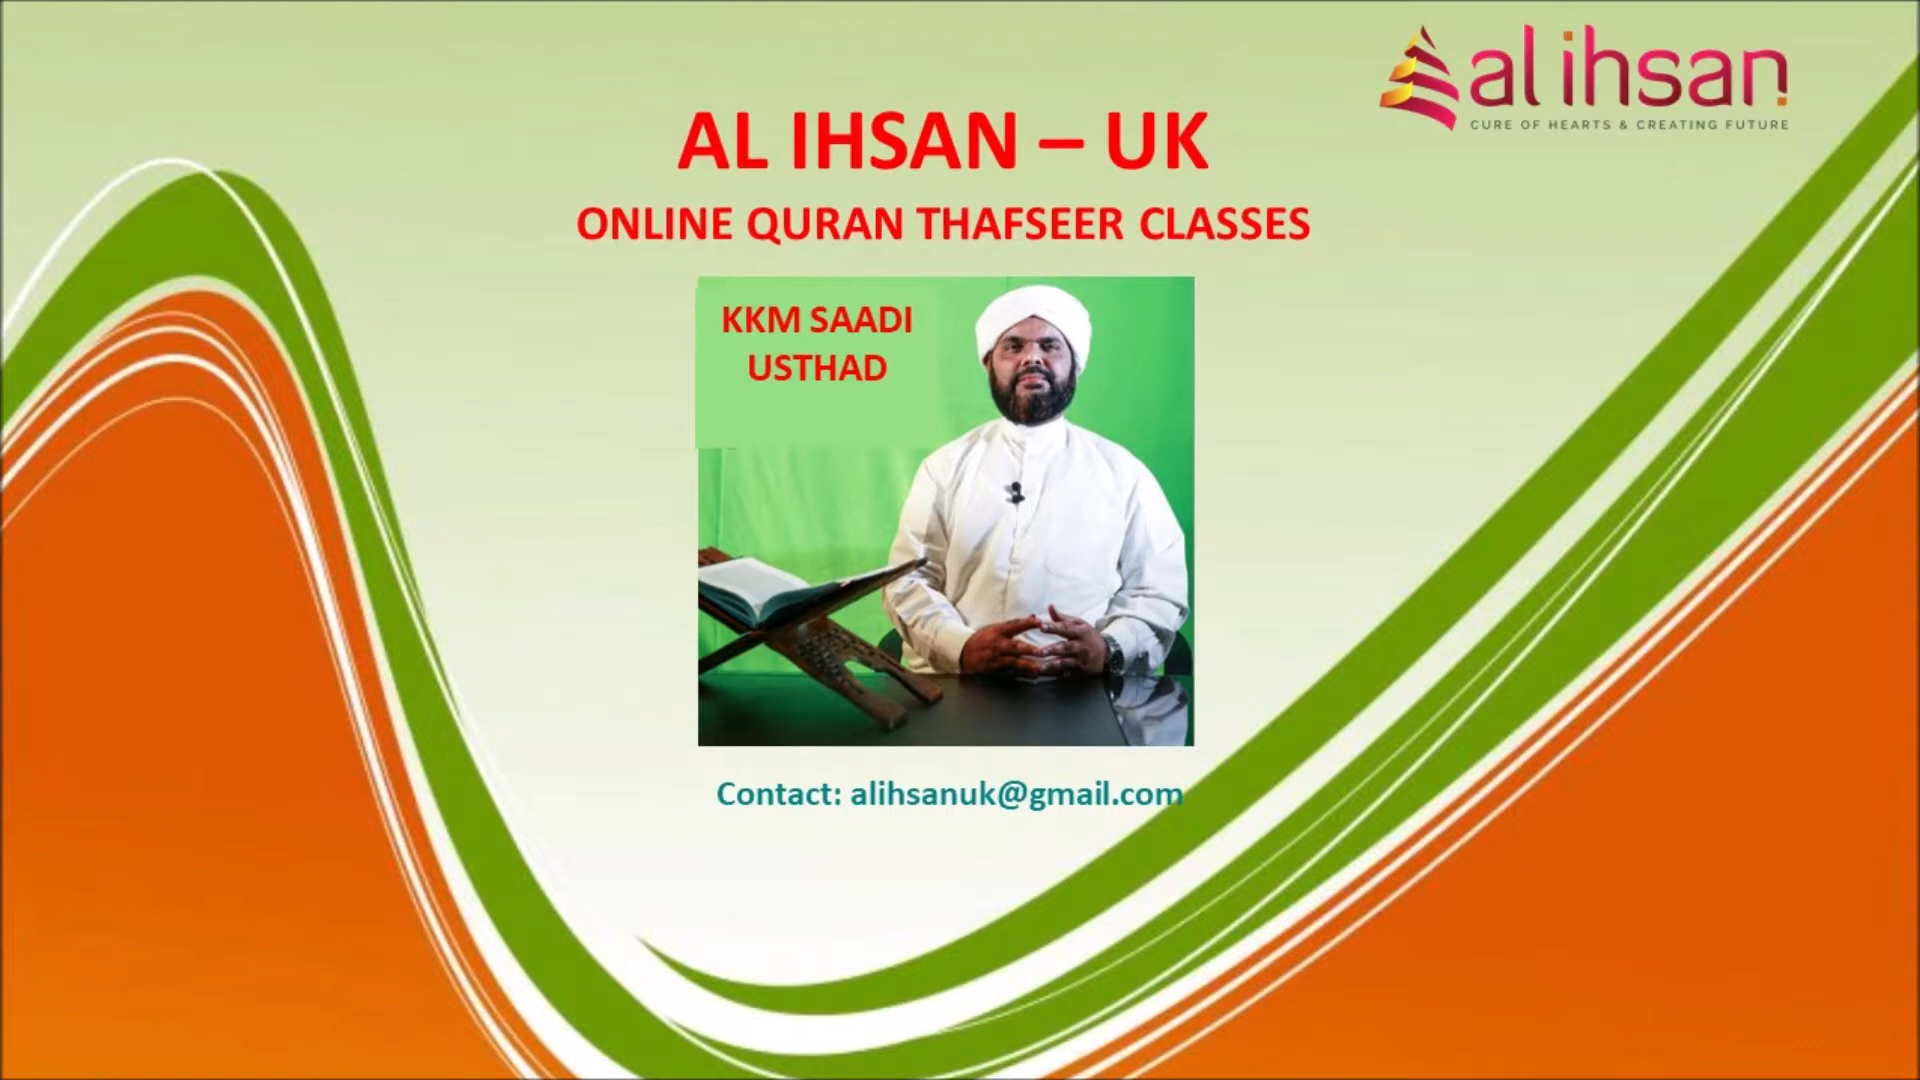 al ihsan
CURE OF HEARTS & CREATING FUTURE
AL IHSAN – UK
ONLINE QURAN THAFSEER CLASSES
KKM SAADI
USTHAD
Contact: alihsanuk@gmail.com